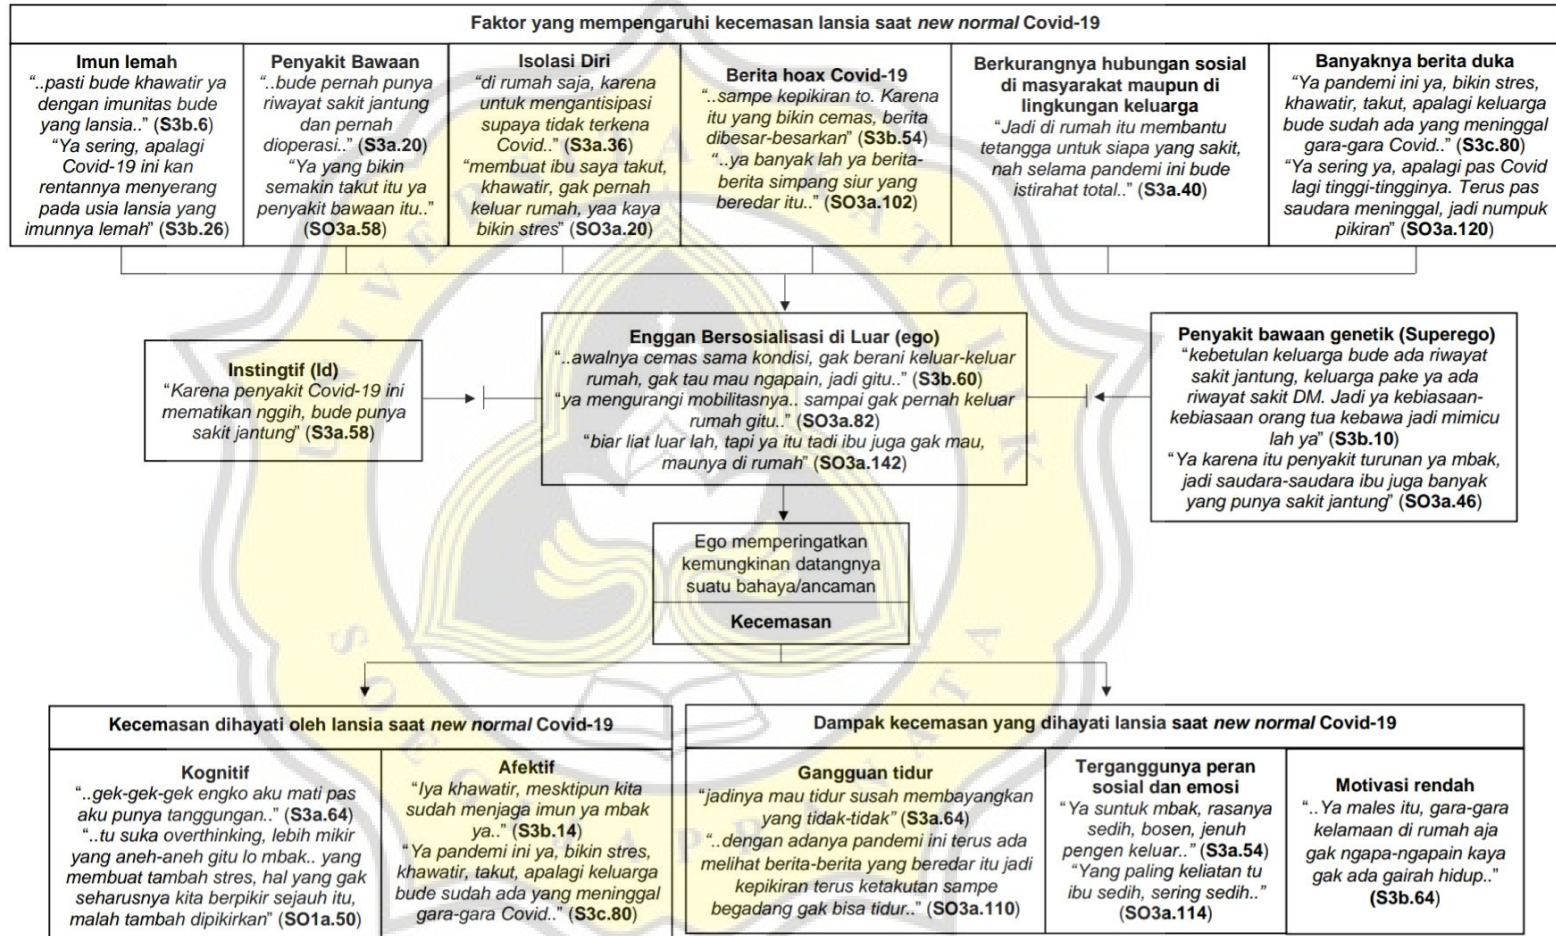 Faktor yang mempengaruhi kecemasan lansia saat new normal Covid-19
Imun lemah
“..pasti bude khawatir ya
dengan imunitas bude
yang lansia..” (S3b.6)
“Ya sering, apalagi
Covid-19 ini kan
rentannya menyerang
pada usia lansia yang
imunnya lemah” (S3b.26)
Penyakit Bawaan
“..bude pernah punya
riwayat sakit jantung
dan pernah
dioperasi..” (S3a.20)
“Ya yang bikin
semakin takut itu ya
penyakit bawaan itu..”
(SO3a.58)
Isolasi Diri
“di rumah saja, karena
untuk mengantisipasi
supaya tidak terkena
Covid..” (S3a.36)
“membuat ibu saya takut,
khawatir, gak pernah
keluar rumah, yaa kaya
bikin stres” (SO3a.20)
Berita hoax Covid-19
“..sampe kepikiran to. Karena
itu yang bikin cemas, berita
dibesar-besarkan” (S3b.54)
“..ya banyak lah ya berita-
berita simpang siur yang
beredar itu..” (SO3a.102)
Berkurangnya hubungan sosial
di masyarakat maupun di
lingkungan keluarga
“Jadi di rumah itu membantu
tetangga untuk siapa yang sakit,
nah selama pandemi ini bude
istirahat total..” (S3a.40)
Banyaknya berita duka
“Ya pandemi ini ya, bikin stres,
khawatir, takut, apalagi keluarga
bude sudah ada yang meninggal
gara-gara Covid..” (S3c.80)
“Ya sering ya, apalagi pas Covid
lagi tinggi-tingginya. Terus pas
saudara meninggal, jadi numpuk
pikiran” (SO3a.120)
Instingtif (Id)
“Karena penyakit Covid-19 ini
mematikan nggih, bude punya
sakit jantung” (S3a.58)
Enggan Bersosialisasi di Luar (ego)
“..awalnya cemas sama kondisi, gak berani keluar-keluar
rumah, gak tau mau ngapain, jadi gitu..” (S3b.60)
“ya mengurangi mobilitasnya.. sampai gak pernah keluar
rumah gitu..” (SO3a.82)
“biar liat luar lah, tapi ya itu tadi ibu juga gak mau,
maunya di rumah” (SO3a.142)
Penyakit bawaan genetik (Superego)
“kebetulan keluarga bude ada riwayat
sakit jantung, keluarga pake ya ada
riwayat sakit DM. Jadi ya kebiasaan-
kebiasaan orang tua kebawa jadi mimicu
lah ya” (S3b.10)
“Ya karena itu penyakit turunan ya mbak,
jadi saudara-saudara ibu juga banyak
yang punya sakit jantung” (SO3a.46)
Ego memperingatkan
kemungkinan datangnya
suatu bahaya/ancaman
Kecemasan
Kecemasan dihayati oleh lansia saat new normal Covid-19
Kognitif
“..gek-gek-gek engko aku mati pas
aku punya tanggungan..” (S3a.64)
“..tu suka overthinking, lebih mikir
yang aneh-aneh gitu lo mbak.. yang
membuat tambah stres, hal yang gak
seharusnya kita berpikir sejauh itu,
malah tambah dipikirkan” (SO1a.50)
Afektif
“Iya khawatir, mesktipun kita
sudah menjaga imun ya mbak
ya..” (S3b.14)
“Ya pandemi ini ya, bikin stres,
khawatir, takut, apalagi keluarga
bude sudah ada yang meninggal
gara-gara Covid..” (S3c.80)
Dampak kecemasan yang dihayati lansia saat new normal Covid-19
Gangguan tidur
“jadinya mau tidur susah membayangkan
yang tidak-tidak” (S3a.64)
“..dengan adanya pandemi ini terus ada
melihat berita-berita yang beredar itu jadi
kepikiran terus ketakutan sampe
begadang gak bisa tidur..” (SO3a.110)
Terganggunya peran
sosial dan emosi
“Ya suntuk mbak, rasanya
sedih, bosen, jenuh
pengen keluar..” (S3a.54)
“Yang paling keliatan tu
ibu sedih, sering sedih..”
(SO3a.114)
Motivasi rendah
“..Ya males itu, gara-gara
kelamaan di rumah aja
gak ngapa-ngapain kaya
gak ada gairah hidup..”
(S3b.64)
UNIVERSITAS KATOLIK
SOEGIJAPRANATA